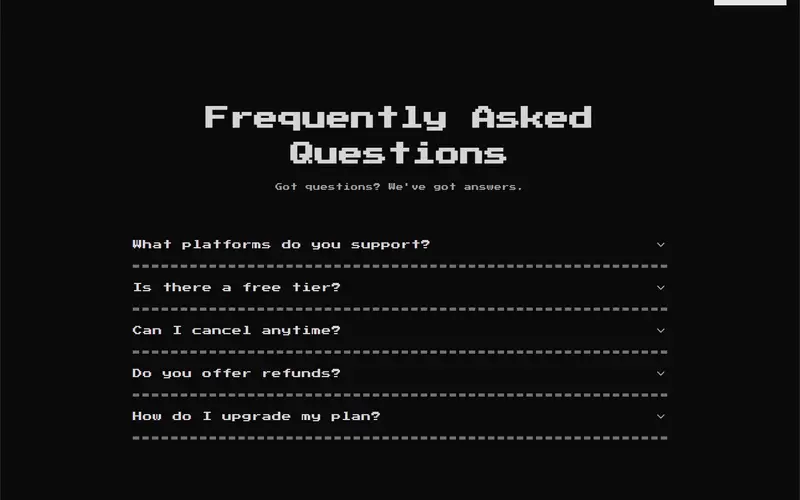 Frequently Asked
Questions
Got questions? We've got answers.
What platforms do you support?
Is there a free tier?
Can I cancel anytime?
Do you offer refunds?
How do I upgrade my plan?